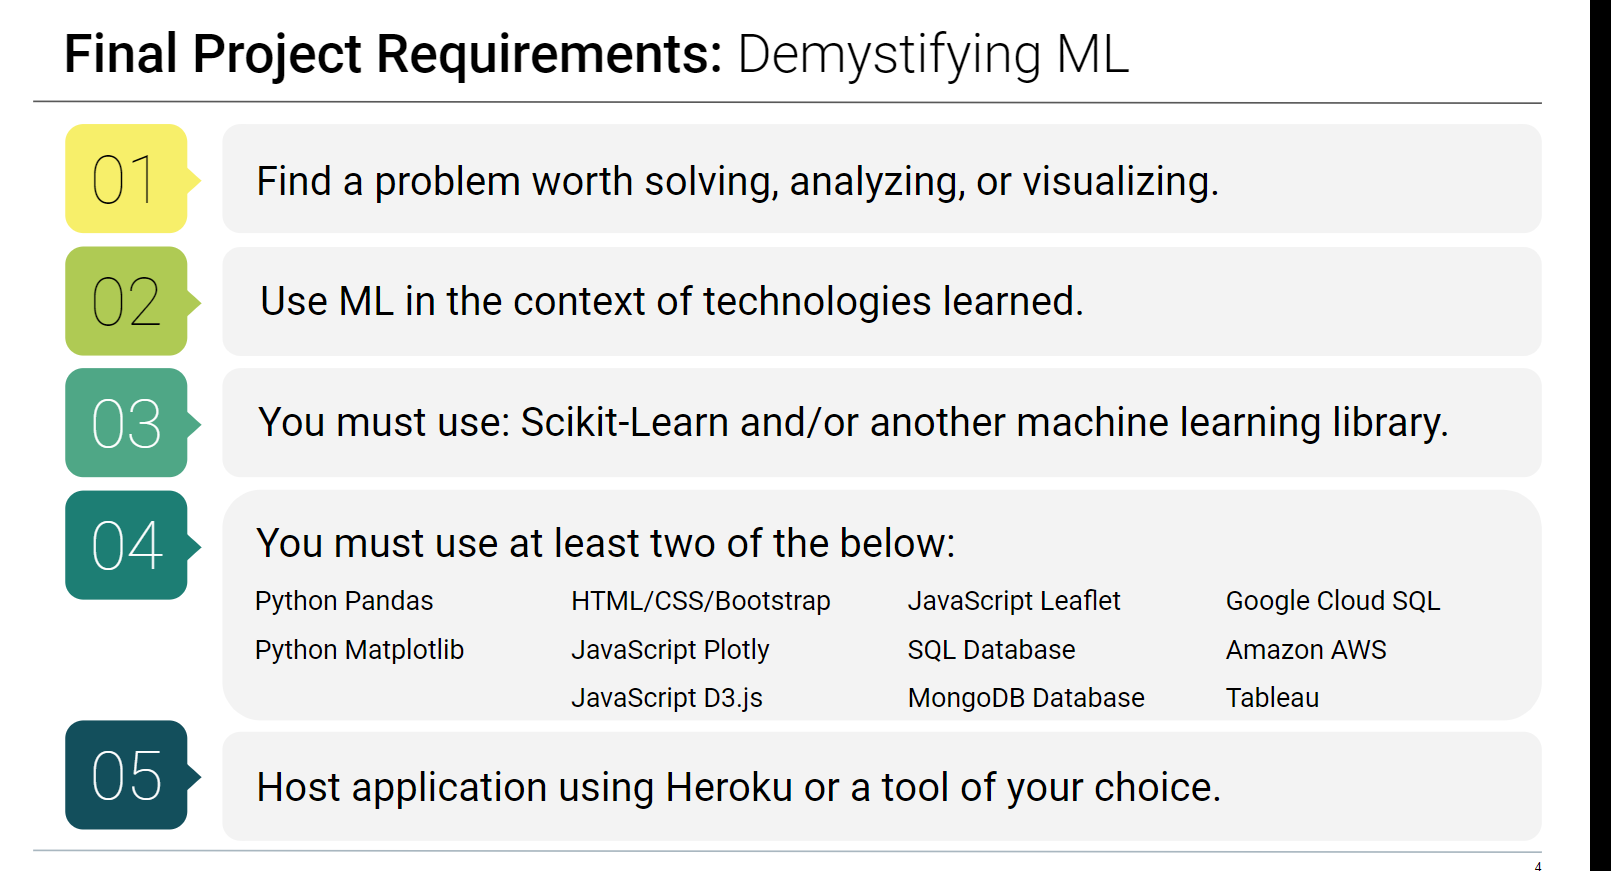 Final Project Requirements: Demystifying ML
01
Find a problem worth solving, analyzing, or visualizing.
02
Use ML in the context of technologies learned.
03
You must use: Scikit-Learn and/or another machine learning library.
04
You must use at least two of the below:
Python Pandas HTML/CSS/Bootstrap JavaScript Leaflet Google Cloud SQL
Python Matplotlib JavaScript Plotly SQL Database Amazon AWS
JavaScript D3.js MongoDB Database Tableau
05
Host application using Heroku or a tool of your choice.
4